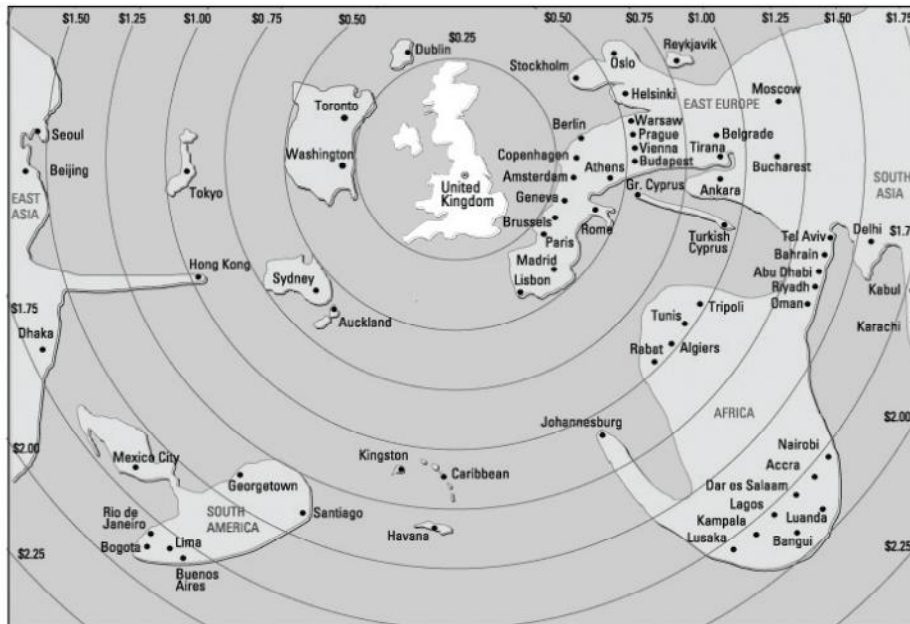 $1.50 $1.25 $1.00 $0.75 $0.50 $0.50 $0.75 $1.00 $1.25 $1.50 $1.75
$0.25
Dublin
Reykjavik
Oslo
Stockholm
Helsinki
Moscow
EAST EUROPE
Toronto
Berlin
Warsaw
Prague
Belgrade
Seoul
Vienna
Tirana
Washington
Copenhagen
Athens
Budapest
Bucharest
Beijing
Amsterdam
Gr. Cyprus
Ankara
SOUTH
ASIA
Tokyo
United
Kingdom
Geneva
EAST
ASIA
Brussels
Rome
Turkish
Cyprus
Tel Aviv
Delhi
$1.7
Paris
Bahrain
Hong Kong
Madrid
Abu Dhabi
Sydney
Lisbon
Riyadh
Kabul
$1.75
Oman
Tripoli
Auckland
Tunis
Karachi
Dhaka
Rabat
Algiers
AFRICA
$2.00
Johannesburg
$2.00
Nairobi
Mexico City
Kingston
Accra
Caribbean
Georgetown
Dar es Salaam
Rio de
Janeiro
SOUTH
AMERICA
Santiago
Lagos
Luanda
Kampala
Havana
Lusaka
Bangui
Bogota
Lima
$2.25
$2.25
Buenos
Aires